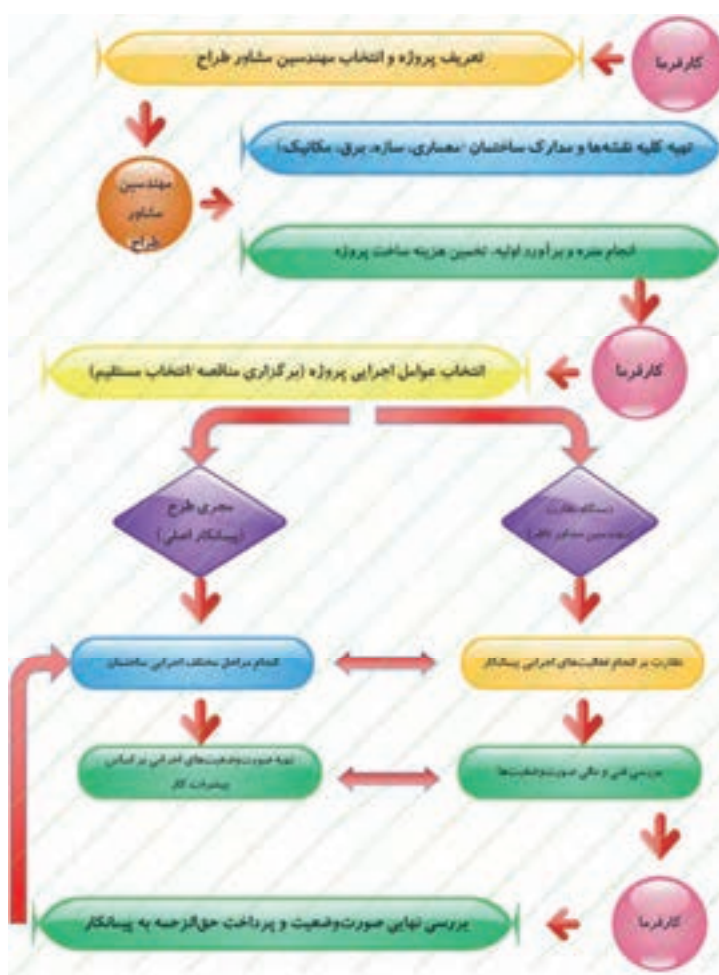 کارفرما
تعریف پروژه و انتخاب مهندسین مشاور طراح
تهیه کلیه نقشه‌ها و مدارک ساختمان (معماری، سازه، برق، مکانیک)
مهندسین
مشاور
طراح
انجام متره و برآورد اولیه، تخمین هزینه ساخت پروژه
کارفرما
انتخاب عوامل اجرایی پروژه (برگزاری مناقصه/انتخاب مستقیم)
دستگاه نظارت
(مهندسین مشاور ناظر)
مجری طرح
(پیمانکار اصلی)
نظارت بر انجام فعالیت‌های اجرایی پیمانکار
انجام مراحل مختلف اجرایی ساختمان
بررسی فنی و مالی صورت‌وضعیت‌ها
تهیه صورت‌وضعیت‌های اجرایی بر اساس
پیشرفت کار
کارفرما
بررسی نهایی صورت‌وضعیت و پرداخت حق‌الزحمه به پیمانکار